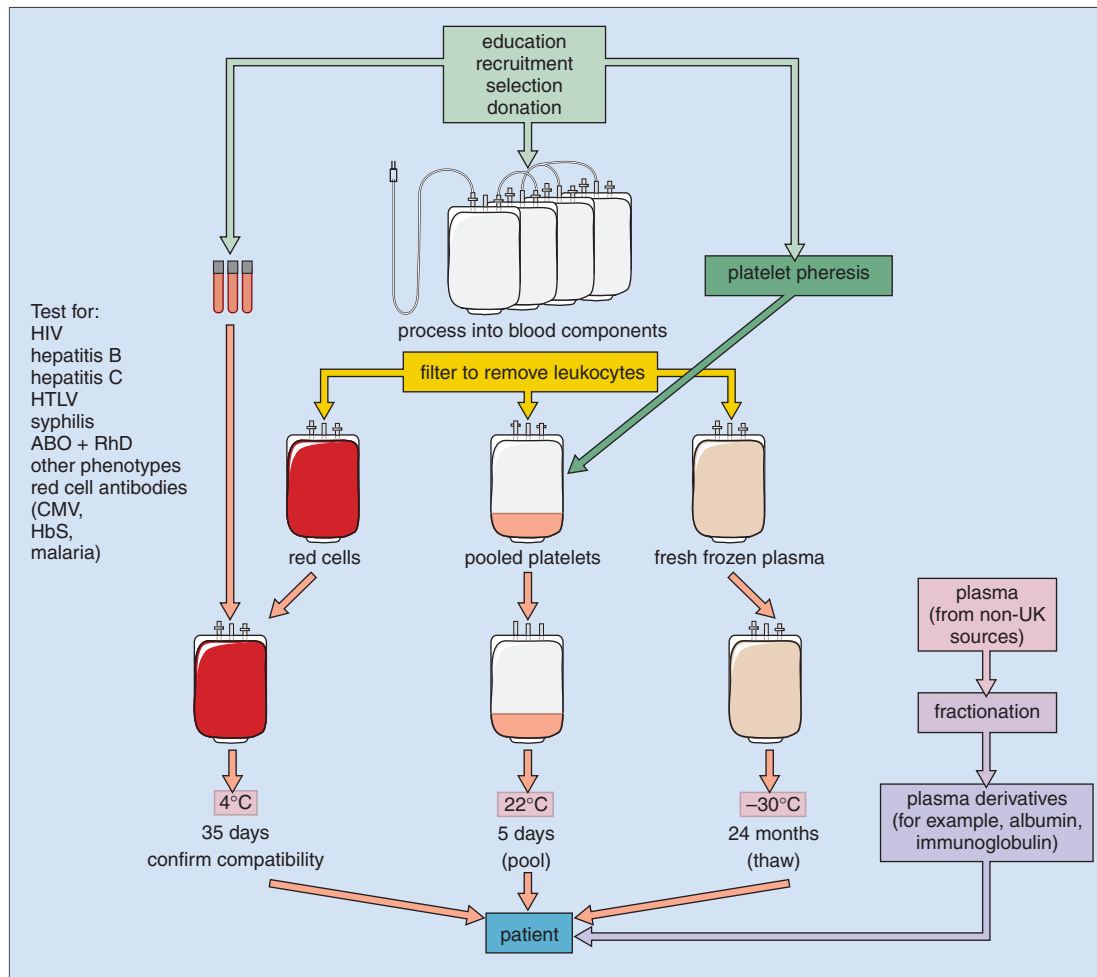 education
recruitment
selection
donation
platelet pheresis
process into blood components
Test for:
HIV
hepatitis B
hepatitis C
HTLV
syphilis
ABO + RhD
other phenotypes
red cell antibodies
(CMV,
HbS,
malaria)
filter to remove leukocytes
red cells
pooled platelets
fresh frozen plasma
plasma
(from non-UK
sources)
fractionation
plasma derivatives
(for example, albumin,
immunoglobulin)
4°C
35 days
confirm compatibility
22°C
5 days
(pool)
–30°C
24 months
(thaw)
patient